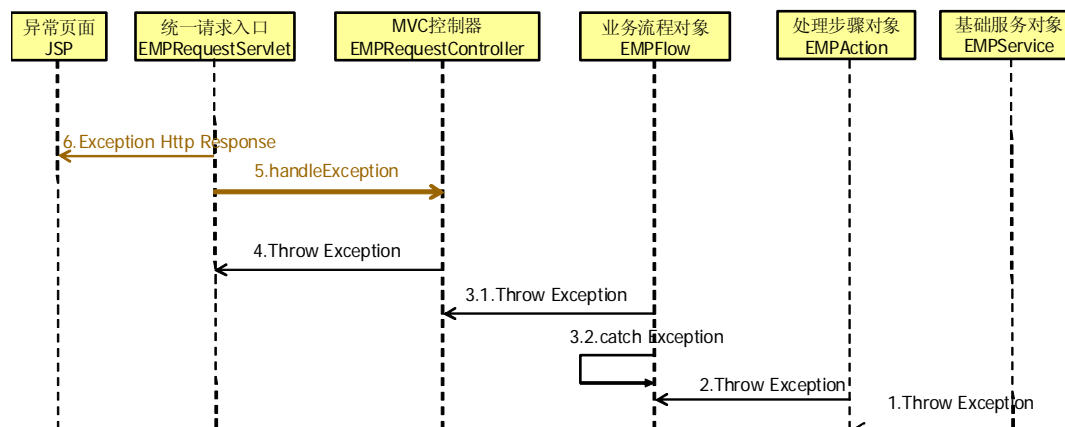 异常页面
JSP
统一请求入口
EMPRequestServlet
MVC控制器
EMPRequestController
业务流程对象
EMPFlow
处理步骤对象
EMPAction
基础服务对象
EMPService
6.Exception Http Response
5.handleException
4.Throw Exception
3.1.Throw Exception
3.2.catch Exception
2.Throw Exception
1.Throw Exception